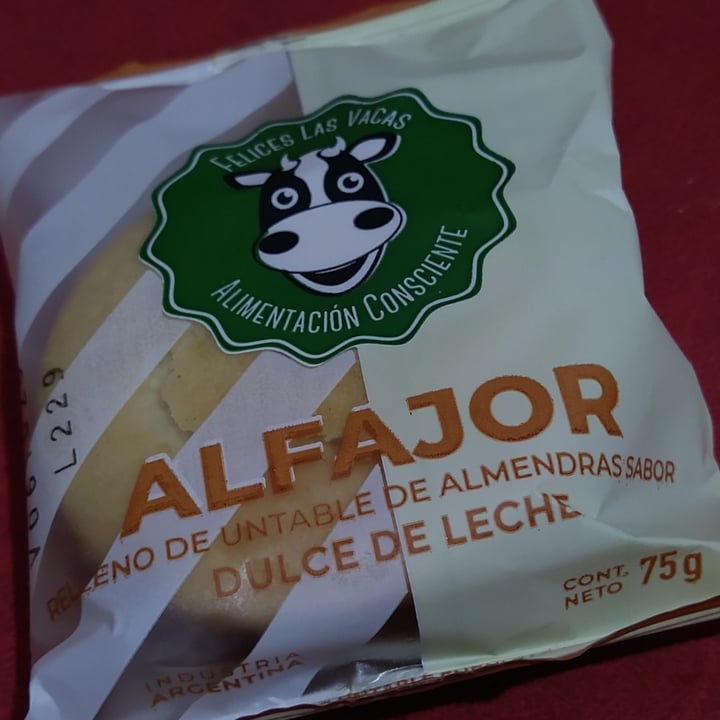 FELICES LAS VACAS
ALIMENTACIÓN CONSCIENTE
L229
ALFAJOR
RELLENO DE UNTABLE DE ALMENDRAS SABOR
DULCE DE LECHE
CONT.
NETO 75g
INDUSTRIA
ARGENTINA